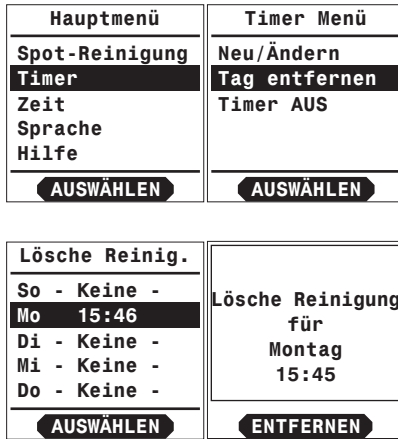 Hauptmenü
Spot-Reinigung
Timer
Zeit
Sprache
Hilfe
AUSWÄHLEN
Timer Menü
Neu/Ändern
Tag entfernen
Timer AUS
AUSWÄHLEN
Lösche Reinig.
So - Keine -
Mo 15:46
Di - Keine -
Mi - Keine -
Do - Keine -
AUSWÄHLEN
Lösche Reinigung
für
Montag
15:45
ENTFERNEN